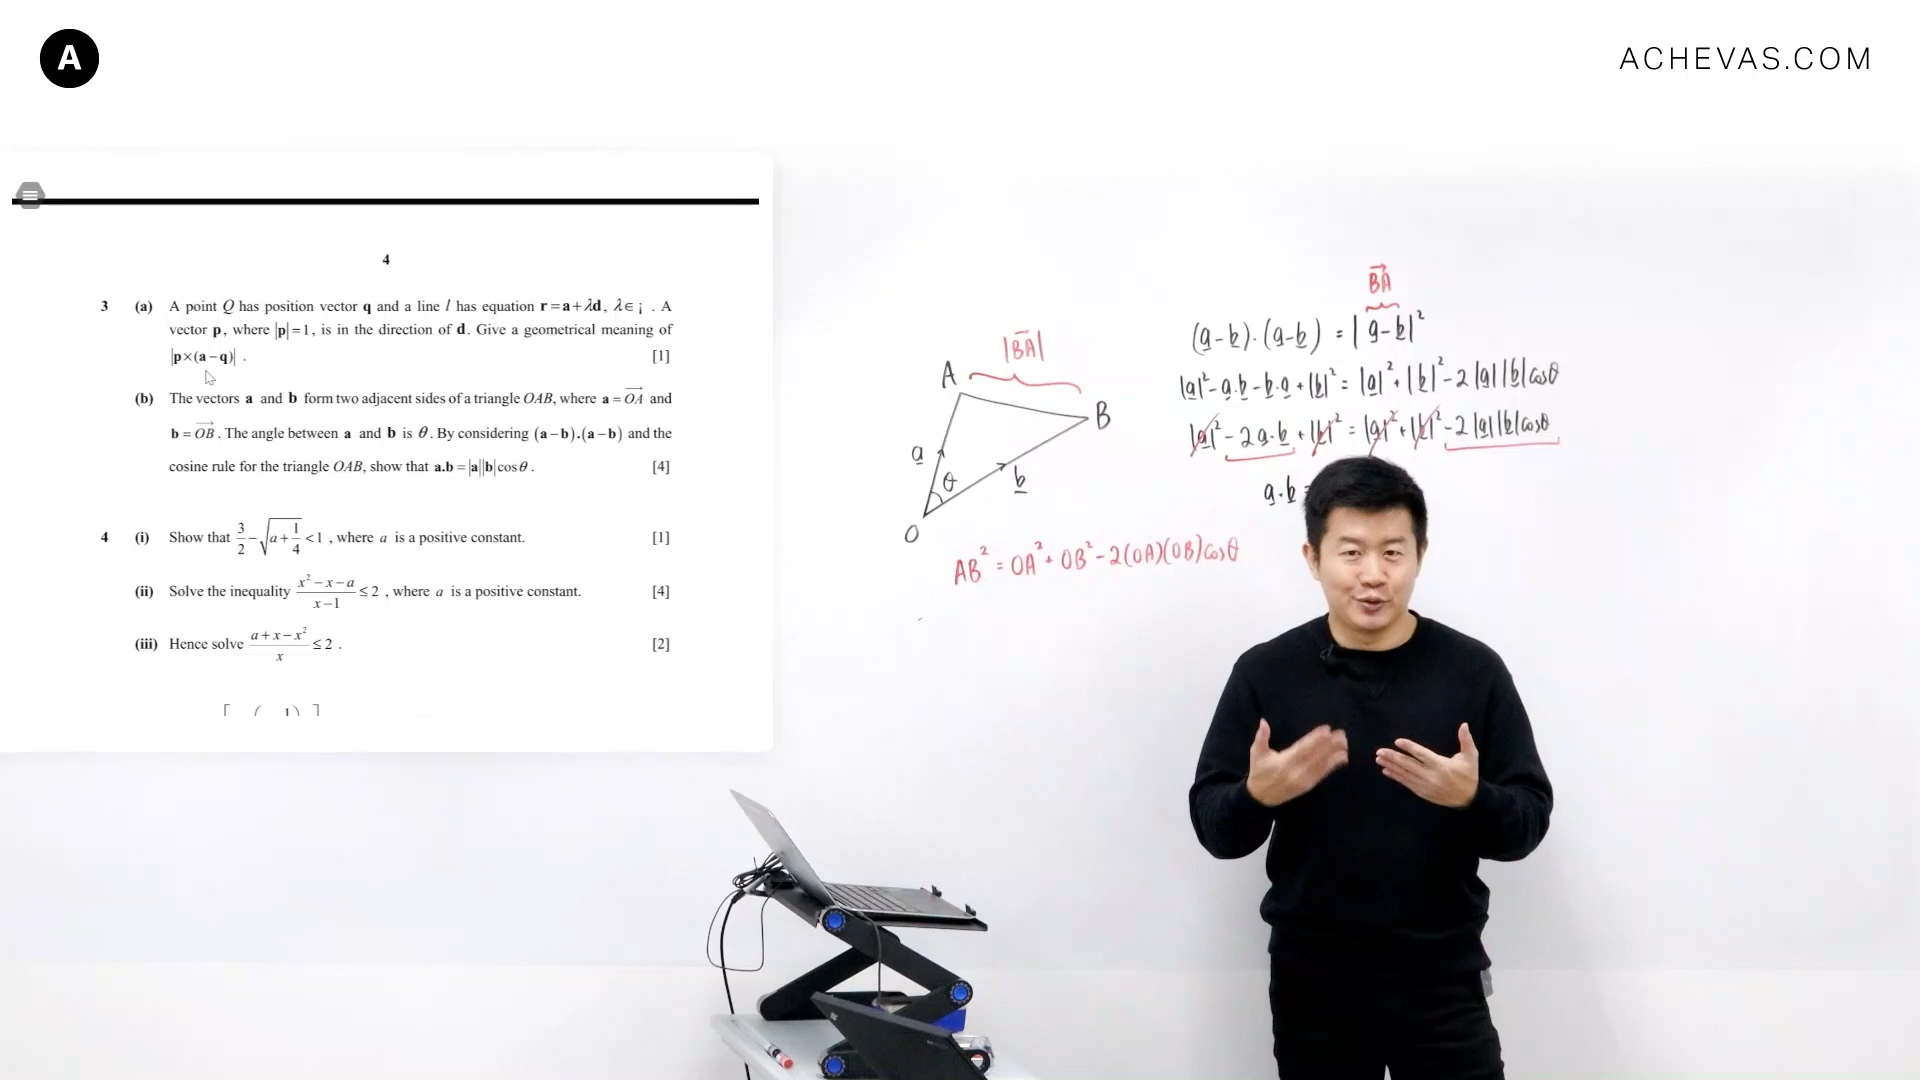 A
ACHEVAS.COM
4
3 (a) A point Q has position vector q and a line l has equation r = a + λd, λ ∈ ¡ . A
vector p, where |p| = 1, is in the direction of d. Give a geometrical meaning of
|p×(a−q)| . [1]
(b) The vectors a and b form two adjacent sides of a triangle OAB, where a = \overrightarrow{OA} and
b = \overrightarrow{OB}. The angle between a and b is θ. By considering (a−b).(a−b) and the
cosine rule for the triangle OAB, show that a.b = |a||b|cosθ . [4]
4 (i) Show that 3/2 − √(a + 1/4) < 1 , where a is a positive constant. [1]
(ii) Solve the inequality (x² − x − a)/(x − 1) ≤ 2 , where a is a positive constant. [4]
(iii) Hence solve (a + x − x²)/x ≤ 2 . [2]
|\overrightarrow{BA}|
A
B
a
θ
b
O
AB² = OA² + OB² − 2(OA)(OB)cosθ
\overrightarrow{BA}
(a−b)·(a−b) = |a−b|²
|a|² − a·b − b·a + |b|² = |a|² + |b|² − 2|a||b|cosθ
|a|² − 2a·b + |b|² = |a|² + |b|² − 2|a||b|cosθ
a·b =